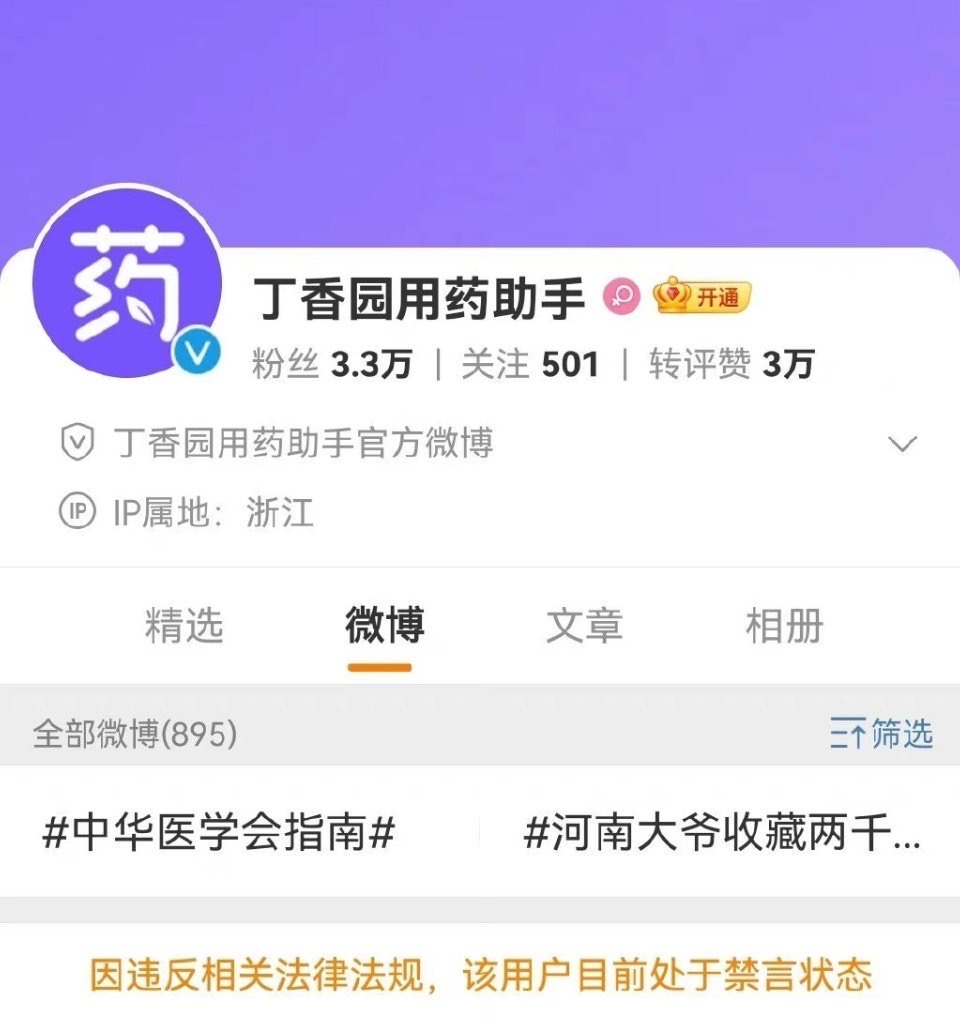 药
丁香园用药助手 开通
粉丝 3.3万 | 关注 501 | 转评赞 3万
丁香园用药助手官方微博
IP IP属地：浙江
精选 微博 文章 相册
全部微博(895) 筛选
#中华医学会指南# #河南大爷收藏两千...
因违反相关法律法规，该用户目前处于禁言状态